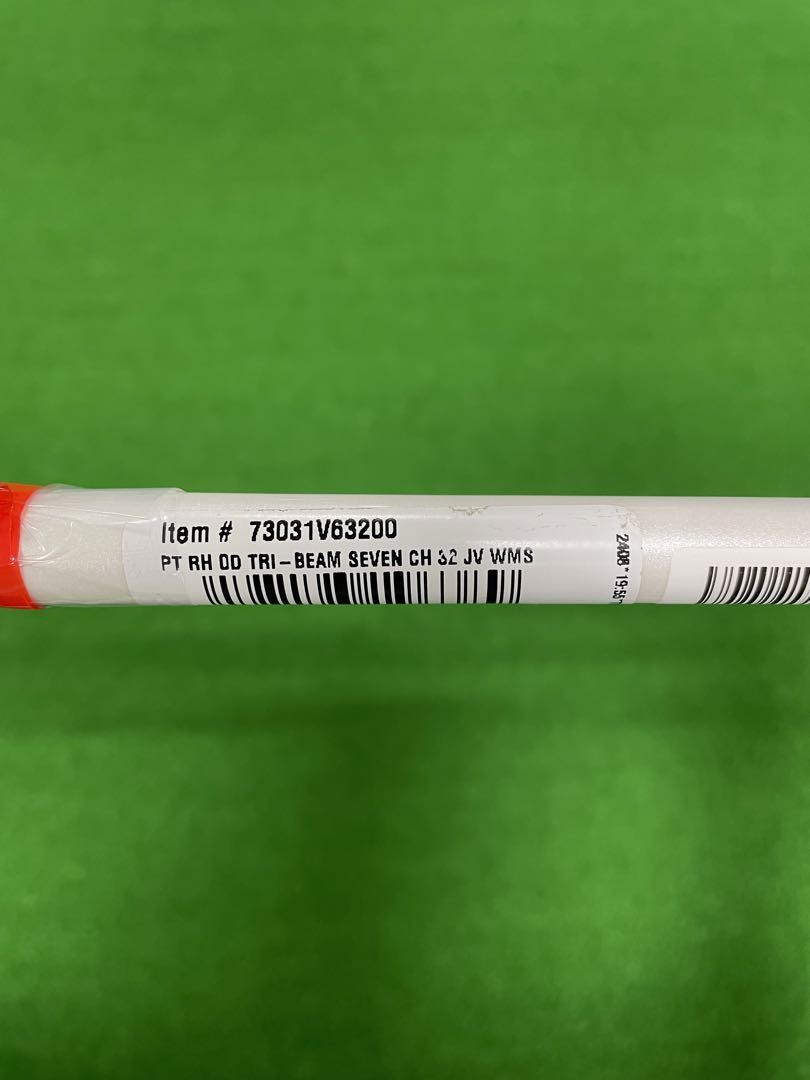 Item # 73031V63200
PT RH OD TRI-BEAM SEVEN CH 32 JV WMS